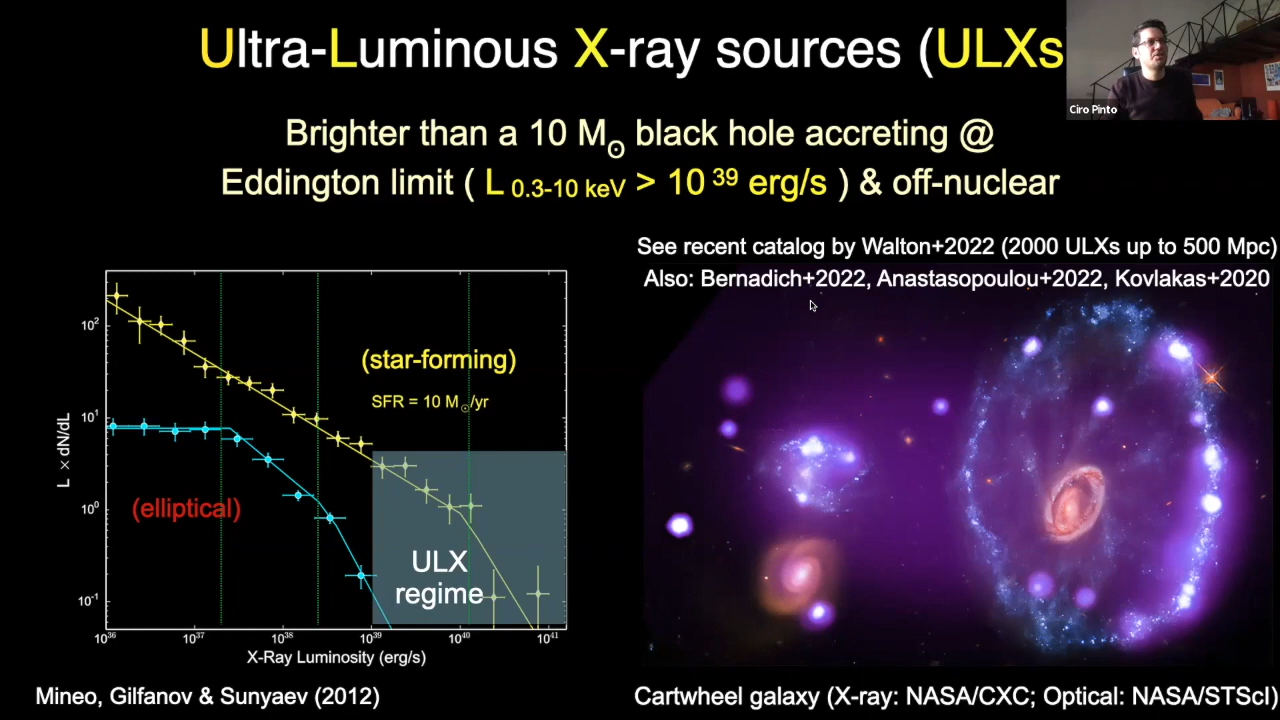 Ultra-Luminous X-ray sources (ULXs
Ciro Pinto
Brighter than a 10 M⊙ black hole accreting @
Eddington limit ( L 0.3-10 keV > 10 39 erg/s ) & off-nuclear
See recent catalog by Walton+2022 (2000 ULXs up to 500 Mpc)
Also: Bernadich+2022, Anastasopoulou+2022, Kovlakas+2020
(star-forming)
SFR = 10 M⊙/yr
(elliptical)
ULX
regime
L × dN/dL
10²
10¹
10⁰
10⁻¹
10³⁶ 10³⁷ 10³⁸ 10³⁹ 10⁴⁰ 10⁴¹
X-Ray Luminosity (erg/s)
Mineo, Gilfanov & Sunyaev (2012)
Cartwheel galaxy (X-ray: NASA/CXC; Optical: NASA/STScI)